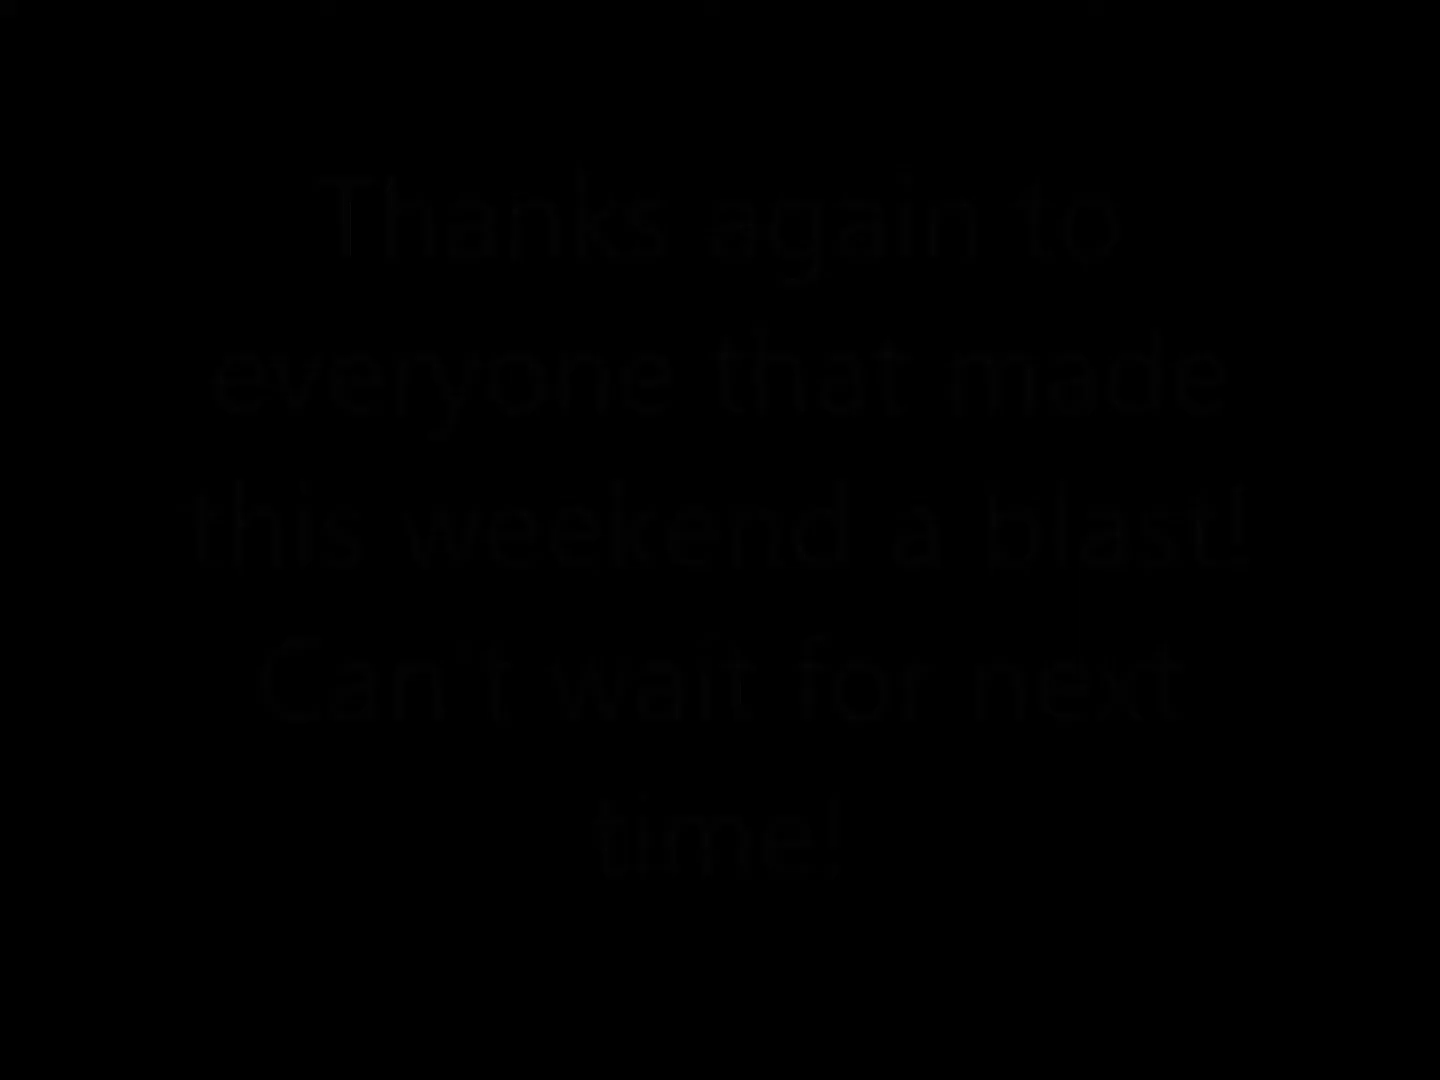 Thanks again to
everyone that made
this weekend a blast!
Can't wait for next
time!